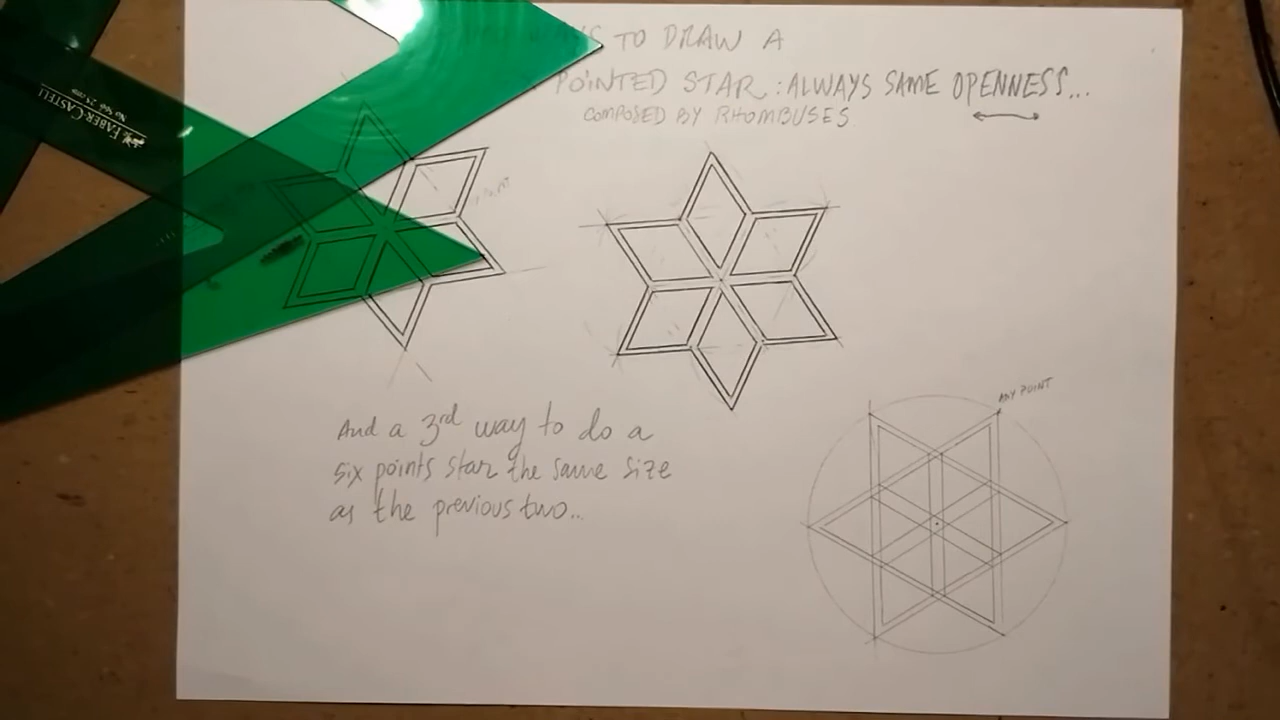 TO DRAW A
POINTED STAR : ALWAYS SAME OPENNESS...
COMPOSED BY RHOMBUSES
FABER-CASTELL
ANY POINT
And a 3rd way to do a
six points star the same size
as the previous two...